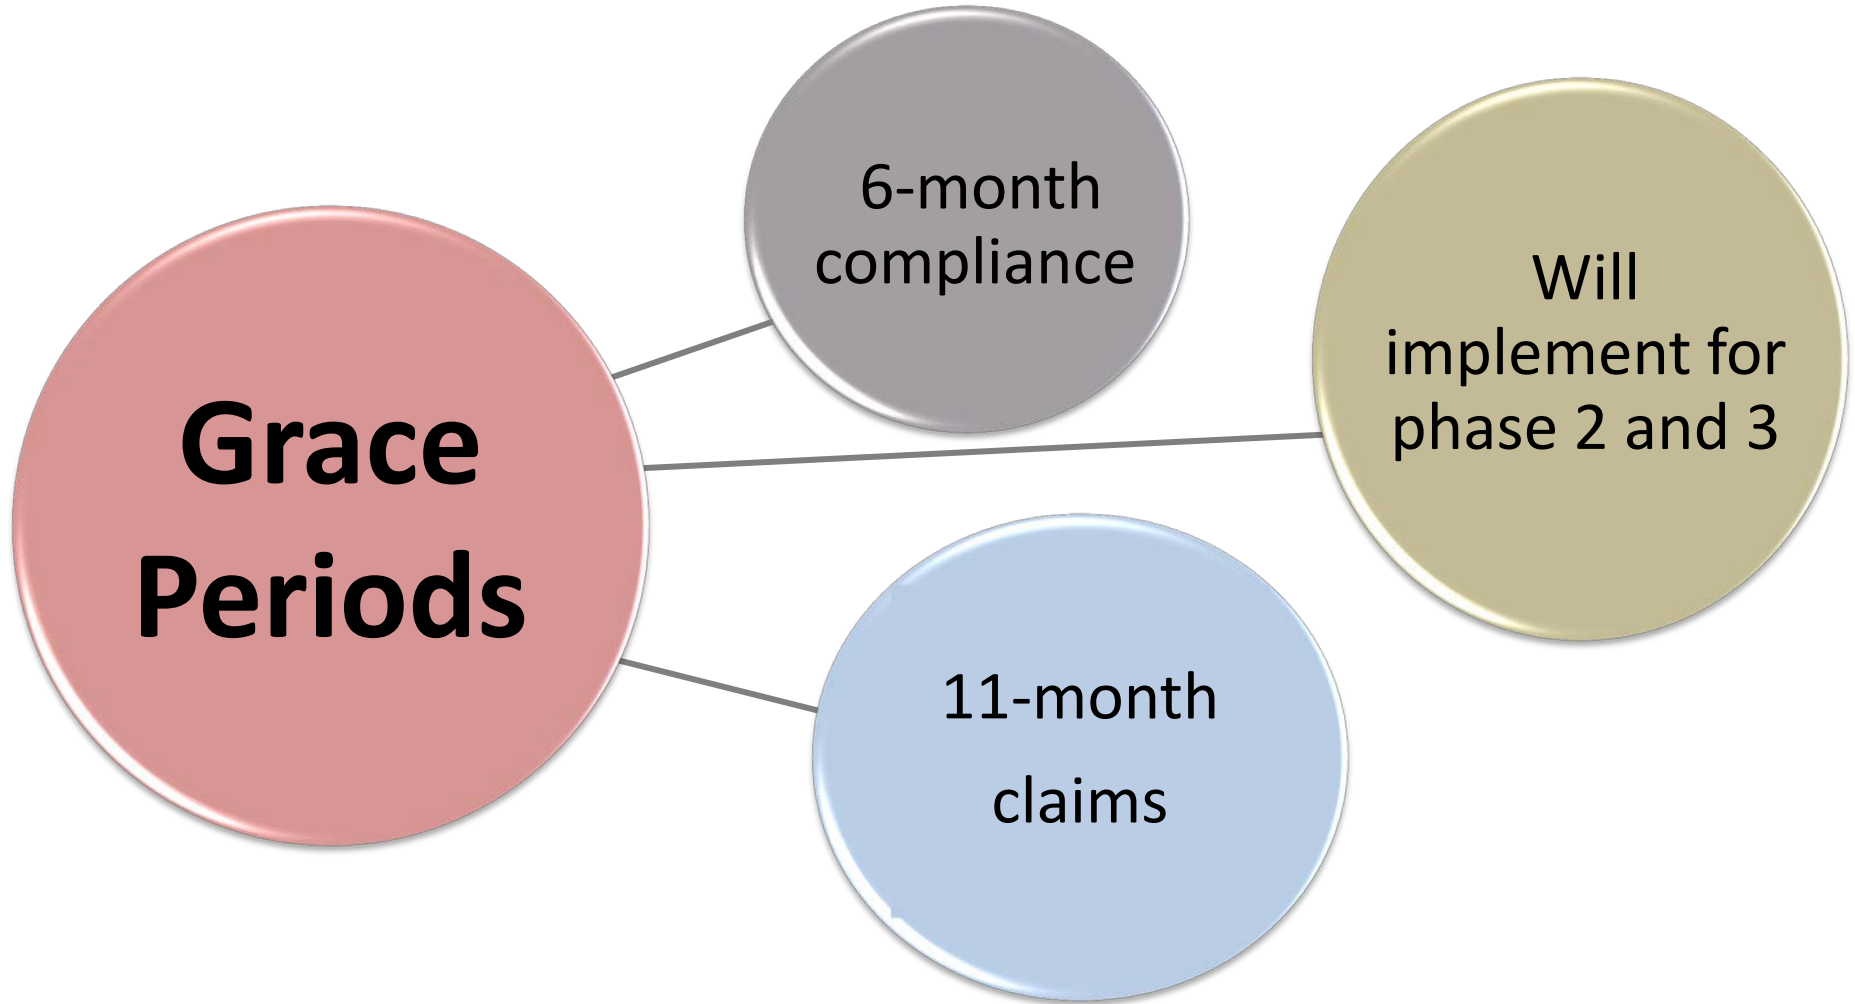 Grace
Periods
6-month
compliance
Will
implement for
phase 2 and 3
11-month
claims